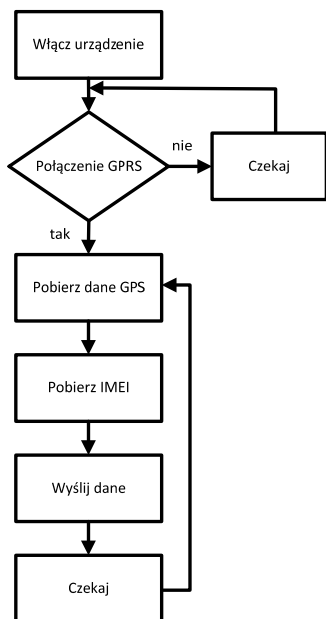 Włącz urządzenie
Połączenie GPRS
nie
Czekaj
tak
Pobierz dane GPS
Pobierz IMEI
Wyślij dane
Czekaj